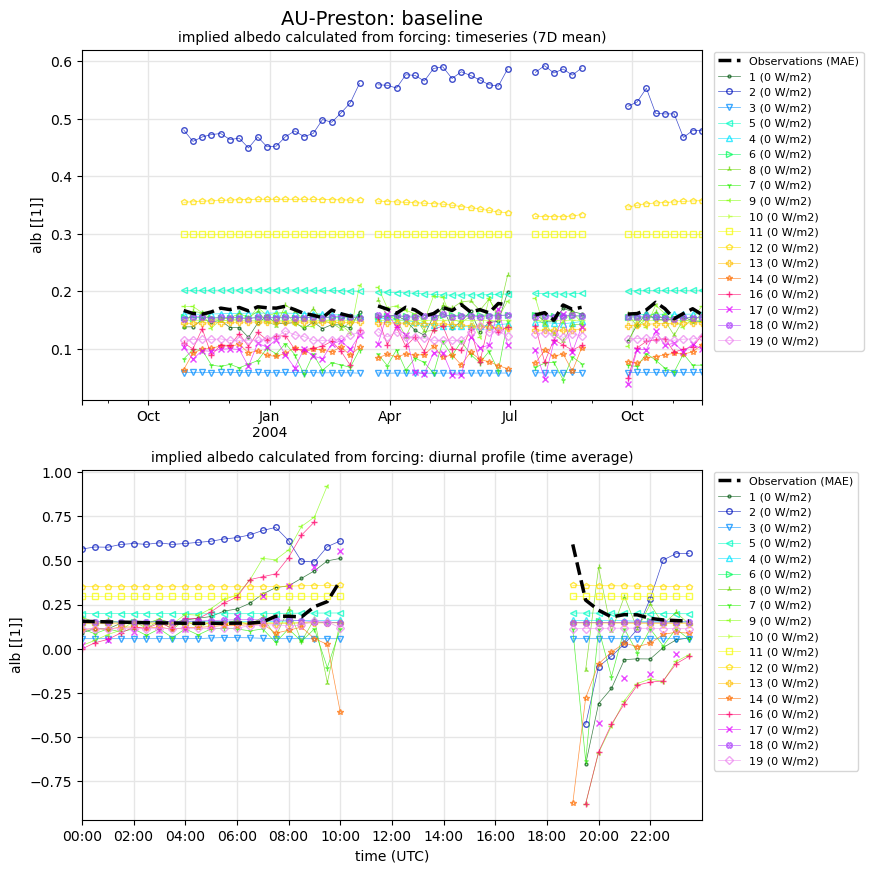 AU-Preston: baseline
implied albedo calculated from forcing: timeseries (7D mean)
0.6
0.5
0.4
0.3
0.2
0.1
alb [[1]]
Oct
Jan
2004
Apr
Jul
Oct
Observations (MAE)
1 (0 W/m2)
2 (0 W/m2)
3 (0 W/m2)
5 (0 W/m2)
4 (0 W/m2)
6 (0 W/m2)
8 (0 W/m2)
7 (0 W/m2)
9 (0 W/m2)
10 (0 W/m2)
11 (0 W/m2)
12 (0 W/m2)
13 (0 W/m2)
14 (0 W/m2)
16 (0 W/m2)
17 (0 W/m2)
18 (0 W/m2)
19 (0 W/m2)
implied albedo calculated from forcing: diurnal profile (time average)
1.00
0.75
0.50
0.25
0.00
−0.25
−0.50
−0.75
alb [[1]]
00:00
02:00
04:00
06:00
08:00
10:00
12:00
14:00
16:00
18:00
20:00
22:00
time (UTC)
Observation (MAE)
1 (0 W/m2)
2 (0 W/m2)
3 (0 W/m2)
5 (0 W/m2)
4 (0 W/m2)
6 (0 W/m2)
8 (0 W/m2)
7 (0 W/m2)
9 (0 W/m2)
10 (0 W/m2)
11 (0 W/m2)
12 (0 W/m2)
13 (0 W/m2)
14 (0 W/m2)
16 (0 W/m2)
17 (0 W/m2)
18 (0 W/m2)
19 (0 W/m2)